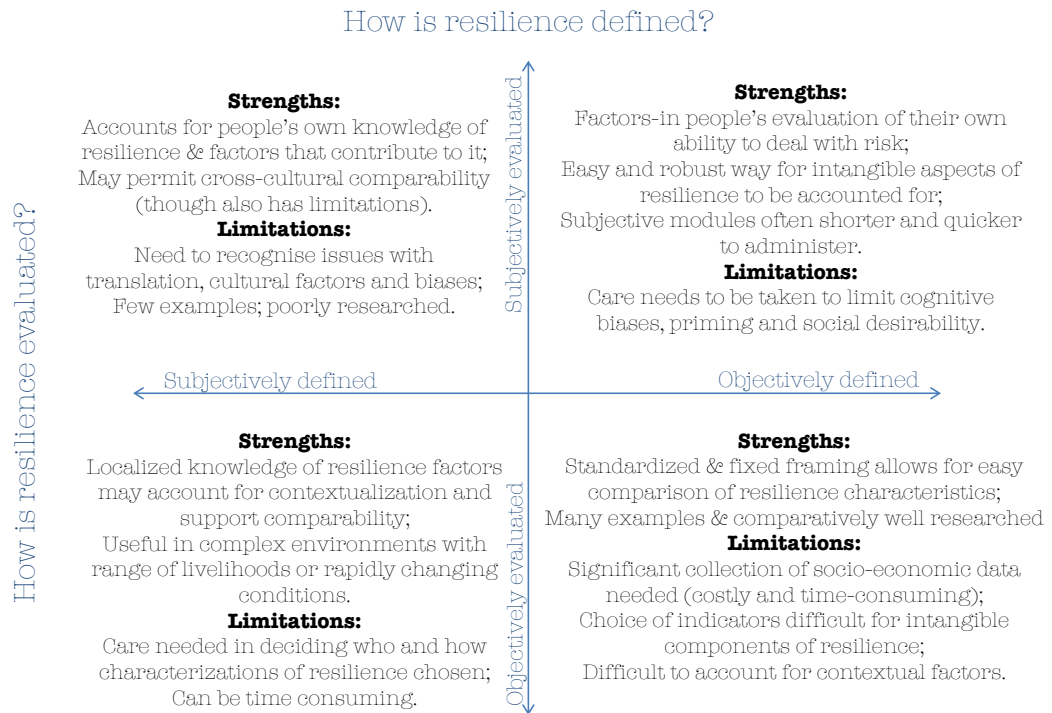 How is resilience defined?
How is resilience evaluated?
Subjectively evaluated
Strengths:
Accounts for people's own knowledge of
resilience & factors that contribute to it;
May permit cross-cultural comparability
(though also has limitations).
Limitations:
Need to recognise issues with
translation, cultural factors and biases;
Few examples; poorly researched.
Strengths:
Factors-in people's evaluation of their own
ability to deal with risk;
Easy and robust way for intangible aspects of
resilience to be accounted for;
Subjective modules often shorter and quicker
to administer.
Limitations:
Care needs to be taken to limit cognitive
biases, priming and social desirability.
Subjectively defined
Objectively defined
Objectively evaluated
Strengths:
Localized knowledge of resilience factors
may account for contextualization and
support comparability;
Useful in complex environments with
range of livelihoods or rapidly changing
conditions.
Limitations:
Care needed in deciding who and how
characterizations of resilience chosen;
Can be time consuming.
Strengths:
Standardized & fixed framing allows for easy
comparison of resilience characteristics;
Many examples & comparatively well researched
Limitations:
Significant collection of socio-economic data
needed (costly and time-consuming);
Choice of indicators difficult for intangible
components of resilience;
Difficult to account for contextual factors.